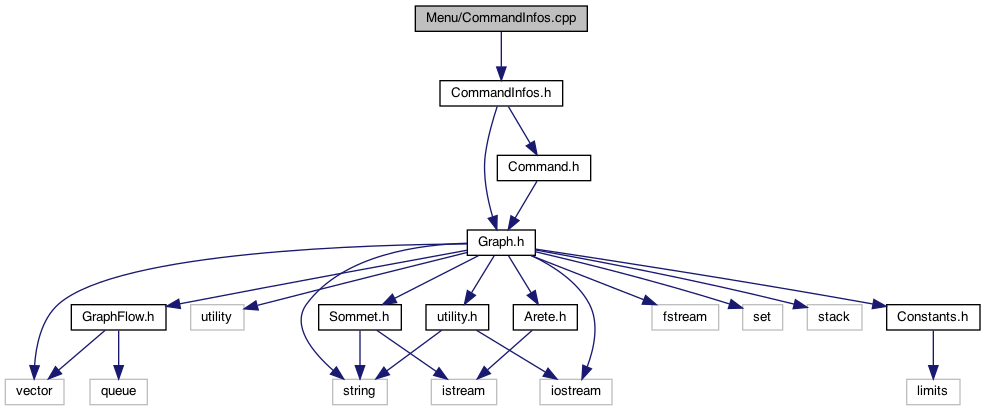 Menu/CommandInfos.cpp
CommandInfos.h
Command.h
Graph.h
GraphFlow.h
utility
Sommet.h
utility.h
Arete.h
fstream
set
stack
Constants.h
vector
queue
string
istream
iostream
limits